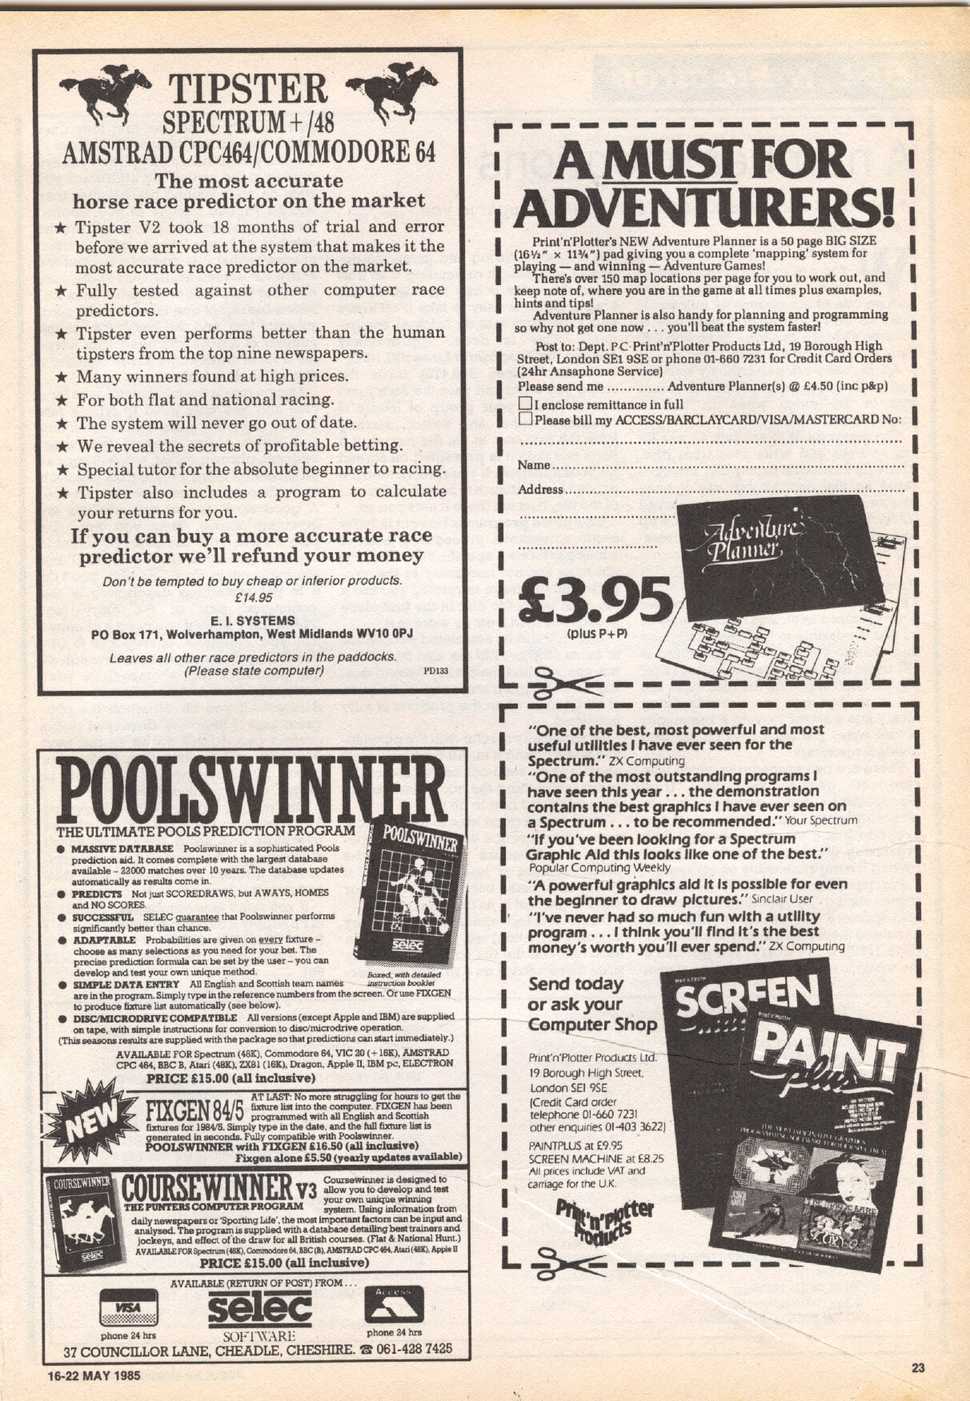 TIPSTER
SPECTRUM+/48
AMSTRAD CPC464/COMMODORE 64
The most accurate
horse race predictor on the market
★ Tipster V2 took 18 months of trial and error
before we arrived at the system that makes it the
most accurate race predictor on the market.
★ Fully tested against other computer race
predictors.
★ Tipster even performs better than the human
tipsters from the top nine newspapers.
★ Many winners found at high prices.
★ For both flat and national racing.
★ The system will never go out of date.
★ We reveal the secrets of profitable betting.
★ Special tutor for the absolute beginner to racing.
★ Tipster also includes a program to calculate
your returns for you.
If you can buy a more accurate race
predictor we'll refund your money
Don't be tempted to buy cheap or inferior products.
£14.95
E. I. SYSTEMS
PO Box 171, Wolverhampton, West Midlands WV10 0PJ
Leaves all other race predictors in the paddocks.
(Please state computer)
PD133
POOLSWINNER
THE ULTIMATE POOLS PREDICTION PROGRAM
● MASSIVE DATABASE Poolswinner is a sophisticated Pools
prediction aid. It comes complete with the largest database
available – 22000 matches over 10 years. The database updates
automatically as results come in.
● PREDICTS Not just SCOREDRAWS, but AWAYS, HOMES
and NO SCORES.
● SUCCESSFUL SELEC guarantee that Poolswinner performs
significantly better than chance.
● ADAPTABLE Probabilities are given on every fixture –
choose as many selections as you need for your bet. The
precise prediction formula can be set by the user – you can
develop and test your own unique method.
● SIMPLE DATA ENTRY All English and Scottish team names
are in the program. Simply type in the reference numbers from the screen. Or use FIXGEN
to produce fixture list automatically (see below).
● DISC/MICRODRIVE COMPATIBLE All versions (except Apple and IBM) are supplied
on tape, with simple instructions for conversion to disc/microdrive operation.
(This seasons results are supplied with the package so that predictions can start immediately.)
POOLSWINNER
selec
Boxed, with detailed
instruction booklet
AVAILABLE FOR Spectrum (48K), Commodore 64, VIC 20 (+16K), AMSTRAD
CPC 464, BBC B, Atari (48K), ZX81 (16K), Dragon, Apple II, IBM pc, ELECTRON
PRICE £15.00 (all inclusive)
NEW
FIXGEN 84/5
AT LAST: No more struggling for hours to get the
fixture list into the computer. FIXGEN has been
programmed with all English and Scottish
fixtures for 1984/5. Simply type in the date, and the full fixture list is
generated in seconds. Fully compatible with Poolswinner.
POOLSWINNER with FIXGEN £16.50 (all inclusive)
Fixgen alone £5.50 (yearly updates available)
COURSEWINNER
selec
COURSEWINNER V3
THE PUNTERS COMPUTER PROGRAM
Coursewinner is designed to
allow you to develop and test
your own unique winning
system. Using information from
daily newspapers or 'Sporting Life', the most important factors can be input and
analysed. The program is supplied with a database detailing best trainers and
jockeys, and effect of the draw for all British courses. (Flat & National Hunt.)
AVAILABLE FOR Spectrum (48K), Commodore 64, BBC (B), AMSTRAD CPC 464, Atari (48K), Apple II
PRICE £15.00 (all inclusive)
AVAILABLE (RETURN OF POST) FROM . . .
VISA
phone 24 hrs
selec
SOFTWARE
Access
phone 24 hrs
37 COUNCILLOR LANE, CHEADLE, CHESHIRE. ☎ 061-428 7425
16-22 MAY 1985
A MUST FOR
ADVENTURERS!
Print'n'Plotter's NEW Adventure Planner is a 50 page BIG SIZE
(16½" × 11¾") pad giving you a complete 'mapping' system for
playing — and winning — Adventure Games!
There's over 150 map locations per page for you to work out, and
keep note of, where you are in the game at all times plus examples,
hints and tips!
Adventure Planner is also handy for planning and programming
so why not get one now . . . you'll beat the system faster!
Post to: Dept. P·C· Print'n'Plotter Products Ltd, 19 Borough High
Street, London SE1 9SE or phone 01-660 7231 for Credit Card Orders
(24hr Ansaphone Service)
Please send me .............. Adventure Planner(s) @ £4.50 (inc p&p)
I enclose remittance in full
Please bill my ACCESS/BARCLAYCARD/VISA/MASTERCARD No:
Name
Address
Adventure
Planner
£3.95
(plus P+P)
"One of the best, most powerful and most
useful utilities I have ever seen for the
Spectrum." ZX Computing
"One of the most outstanding programs I
have seen this year . . . the demonstration
contains the best graphics I have ever seen on
a Spectrum . . . to be recommended." Your Spectrum
"If you've been looking for a Spectrum
Graphic Aid this looks like one of the best."
Popular Computing Weekly
"A powerful graphics aid it is possible for even
the beginner to draw pictures." Sinclair User
"I've never had so much fun with a utility
program . . . I think you'll find it's the best
money's worth you'll ever spend." ZX Computing
Send today
or ask your
Computer Shop
Print'n'Plotter Products Ltd.
19 Borough High Street,
London SE1 9SE
(Credit Card order
telephone 01-660 7231
other enquiries 01-403 3622)
PAINTPLUS at £9.95
SCREEN MACHINE at £8.25
All prices include VAT and
carriage for the U.K.
Print'n'Plotter
Products
SCREEN
PAINT
plus
23